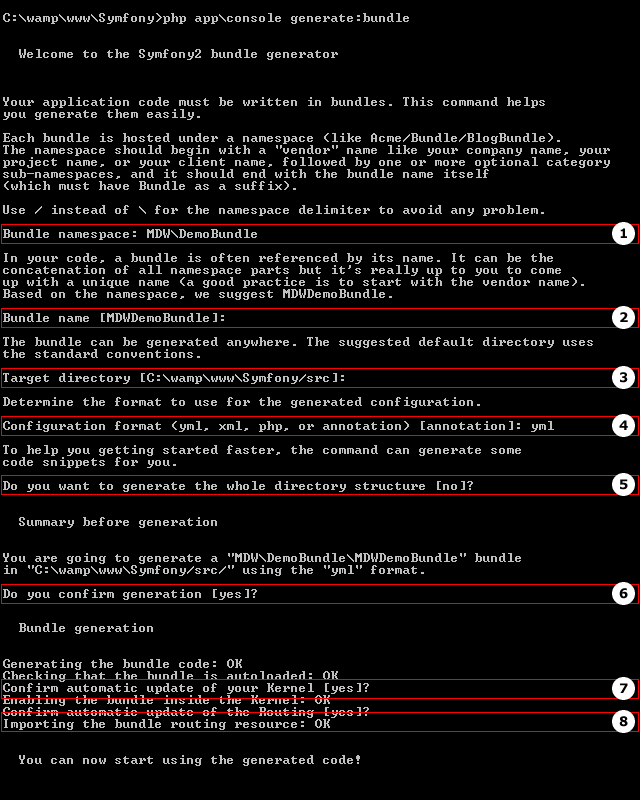 C:\wamp\www\Symfony>php app\console generate:bundle
Welcome to the Symfony2 bundle generator
Your application code must be written in bundles. This command helps
you generate them easily.
Each bundle is hosted under a namespace (like Acme/Bundle/BlogBundle).
The namespace should begin with a "vendor" name like your company name, your
project name, or your client name, followed by one or more optional category
sub-namespaces, and it should end with the bundle name itself
(which must have Bundle as a suffix).
Use / instead of \ for the namespace delimiter to avoid any problem.
Bundle namespace: MDW\DemoBundle 1
In your code, a bundle is often referenced by its name. It can be the
concatenation of all namespace parts but it's really up to you to come
up with a unique name (a good practice is to start with the vendor name).
Based on the namespace, we suggest MDWDemoBundle.
Bundle name [MDWDemoBundle]: 2
The bundle can be generated anywhere. The suggested default directory uses
the standard conventions.
Target directory [C:\wamp\www\Symfony/src]: 3
Determine the format to use for the generated configuration.
Configuration format (yml, xml, php, or annotation) [annotation]: yml 4
To help you getting started faster, the command can generate some
code snippets for you.
Do you want to generate the whole directory structure [no]? 5
Summary before generation
You are going to generate a "MDW\DemoBundle\MDWDemoBundle" bundle
in "C:\wamp\www\Symfony/src/" using the "yml" format.
Do you confirm generation [yes]? 6
Bundle generation
Generating the bundle code: OK
Checking that the bundle is autoloaded: OK
Confirm automatic update of your Kernel [yes]? 7
Enabling the bundle inside the Kernel: OK
Confirm automatic update of the Routing [yes]?
Importing the bundle routing resource: OK 8
You can now start using the generated code!